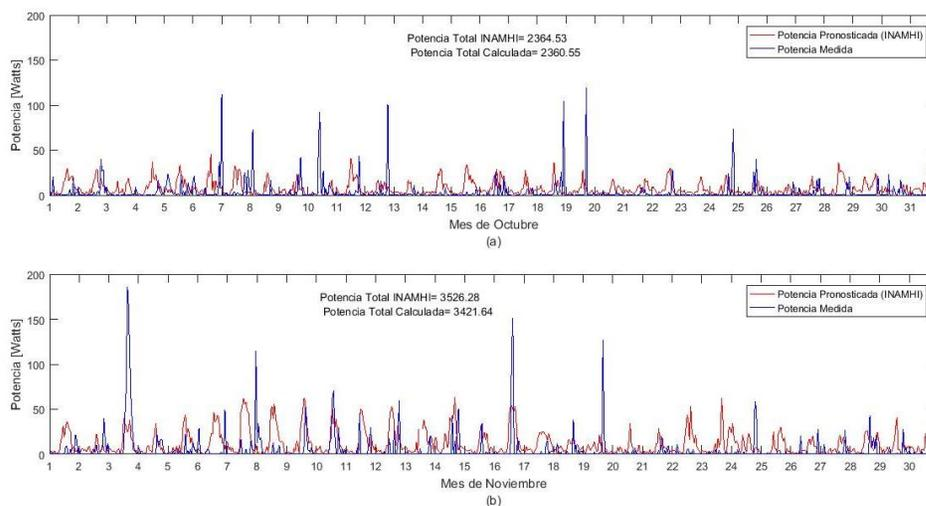 Potencia Total INAMHI= 2364.53
Potencia Total Calculada= 2360.55
Potencia Pronosticada (INAMHI)
Potencia Medida
Potencia [Watts]
200
150
100
50
0
1 2 3 4 5 6 7 8 9 10 11 12 13 14 15 16 17 18 19 20 21 22 23 24 25 26 27 28 29 30 31
Mes de Octubre
(a)
Potencia Total INAMHI= 3526.28
Potencia Total Calculada= 3421.64
Potencia Pronosticada (INAMHI)
Potencia Medida
Potencia [Watts]
200
150
100
50
0
1 2 3 4 5 6 7 8 9 10 11 12 13 14 15 16 17 18 19 20 21 22 23 24 25 26 27 28 29 30
Mes de Noviembre
(b)